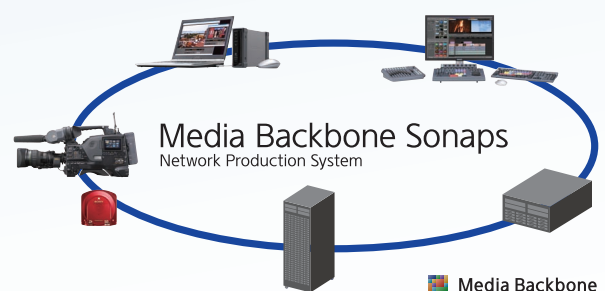 Media Backbone Sonaps
Network Production System
Media Backbone